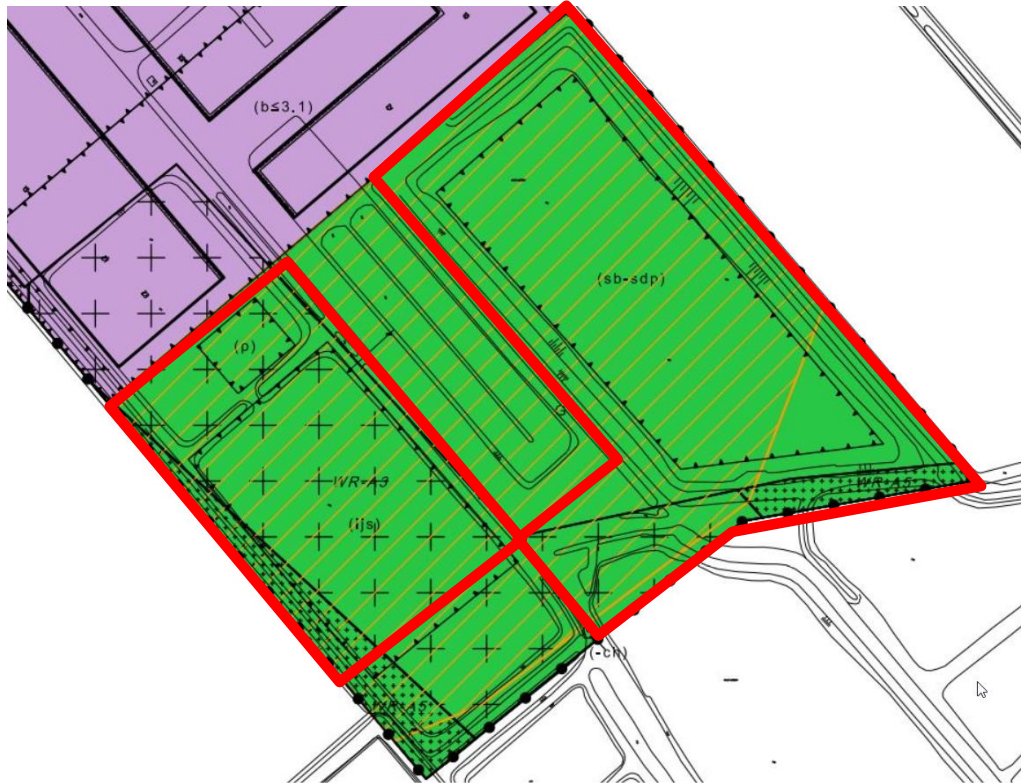 (b≤3.1)
(sb-sdp)
(p)
WR-A3
WR-A5
(ijs)
(-ch)
WR-A5